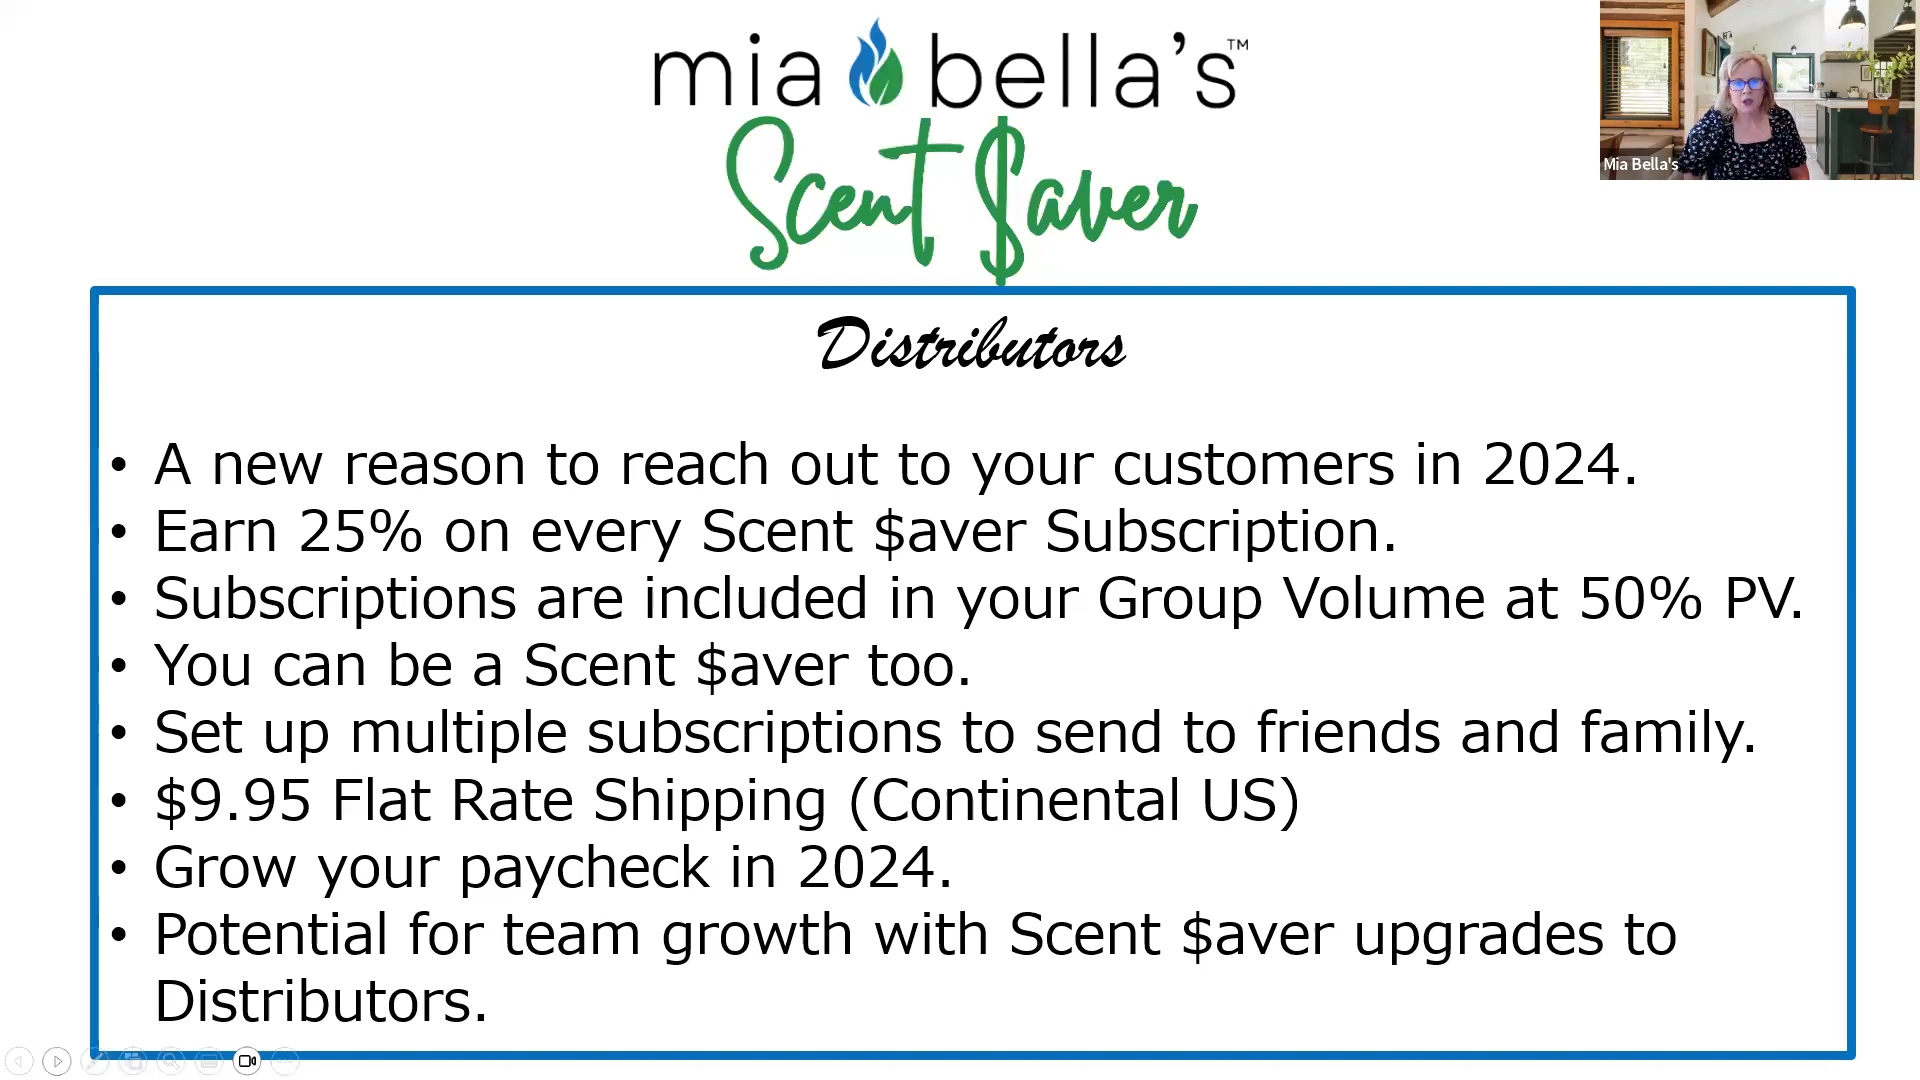 mia bella's™
Scent $aver
Mia Bella's
Distributors
• A new reason to reach out to your customers in 2024.
• Earn 25% on every Scent $aver Subscription.
• Subscriptions are included in your Group Volume at 50% PV.
• You can be a Scent $aver too.
• Set up multiple subscriptions to send to friends and family.
• $9.95 Flat Rate Shipping (Continental US)
• Grow your paycheck in 2024.
• Potential for team growth with Scent $aver upgrades to
Distributors.